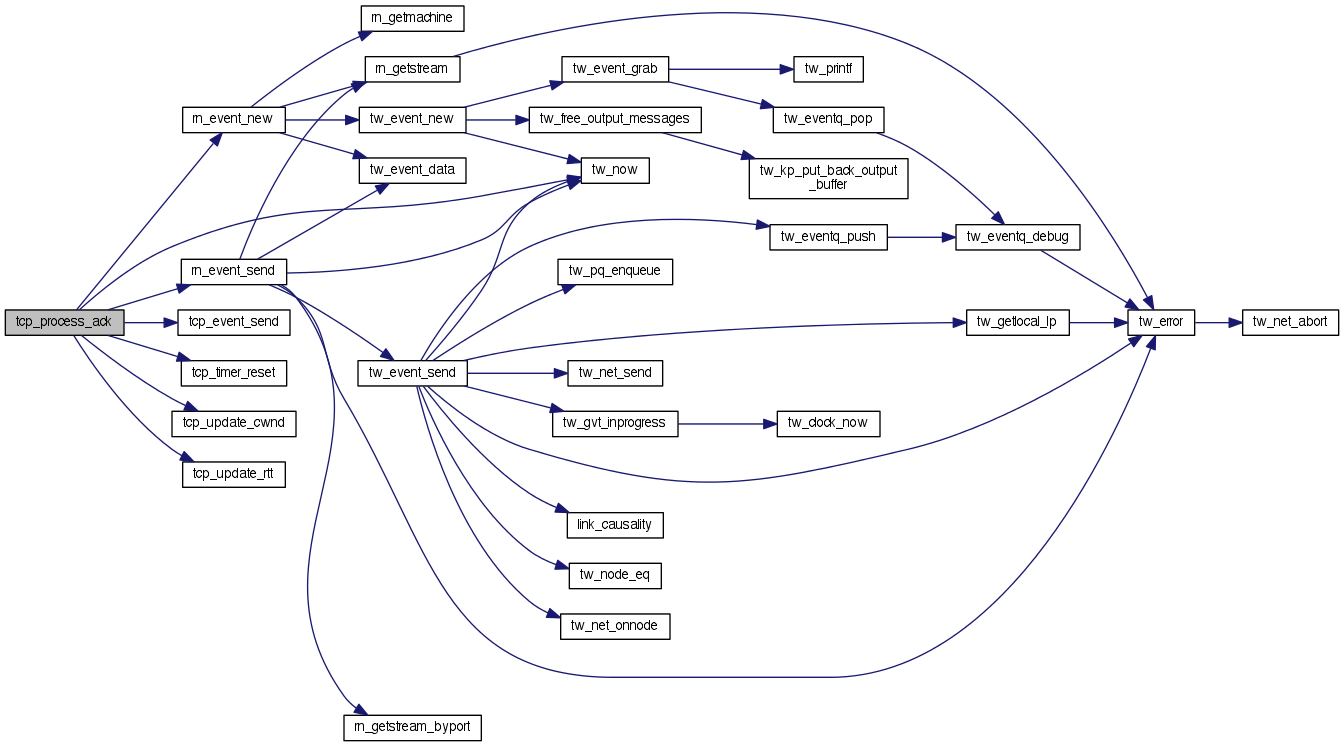 rn_getmachine
rn_getstream
tw_event_grab
tw_printf
rn_event_new
tw_event_new
tw_free_output_messages
tw_eventq_pop
tw_event_data
tw_now
tw_kp_put_back_output
_buffer
tw_eventq_push
tw_eventq_debug
rn_event_send
tw_pq_enqueue
tcp_process_ack
tcp_event_send
tw_getlocal_lp
tw_error
tw_net_abort
tcp_timer_reset
tw_event_send
tw_net_send
tcp_update_cwnd
tw_gvt_inprogress
tw_clock_now
tcp_update_rtt
link_causality
tw_node_eq
tw_net_onnode
rn_getstream_byport